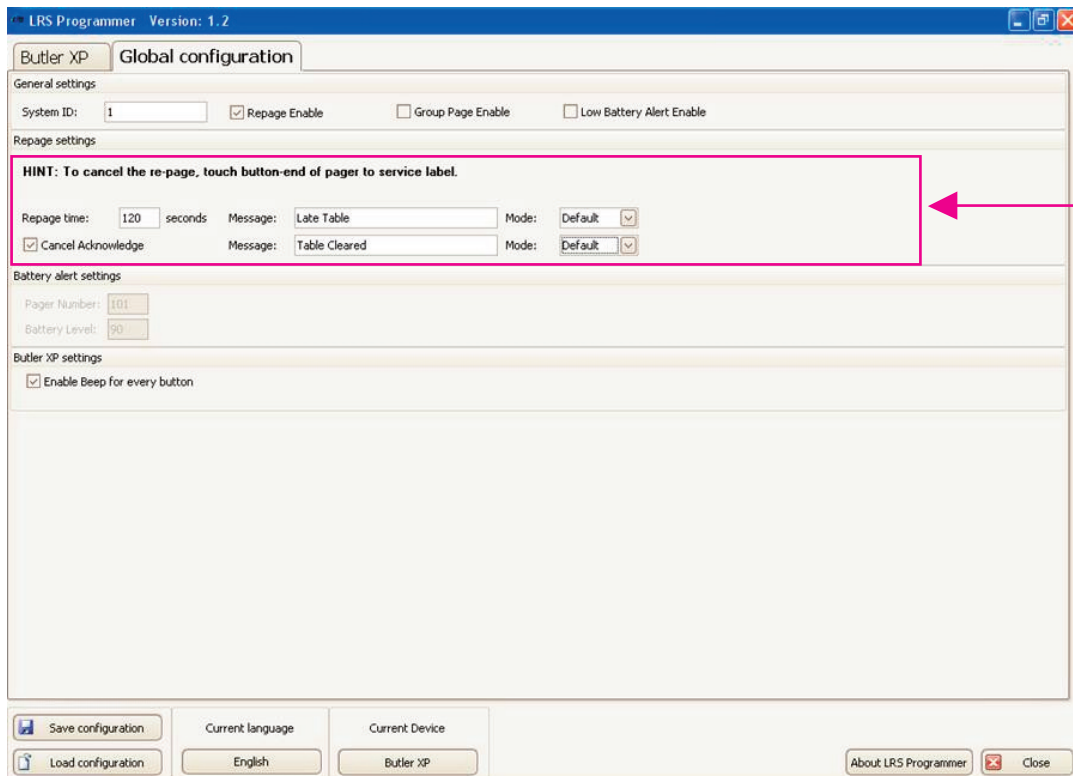 LRS Programmer Version: 1.2
Butler XP Global configuration
General settings
System ID: 1 Repage Enable Group Page Enable Low Battery Alert Enable
Repage settings
HINT: To cancel the re-page, touch button-end of pager to service label.
Repage time: 120 seconds Message: Late Table Mode: Default
Cancel Acknowledge Message: Table Cleared Mode: Default
Battery alert settings
Pager Number: 101
Battery Level: 90
Butler XP settings
Enable Beep for every button
Save configuration Current language Current Device
Load configuration English Butler XP About LRS Programmer Close